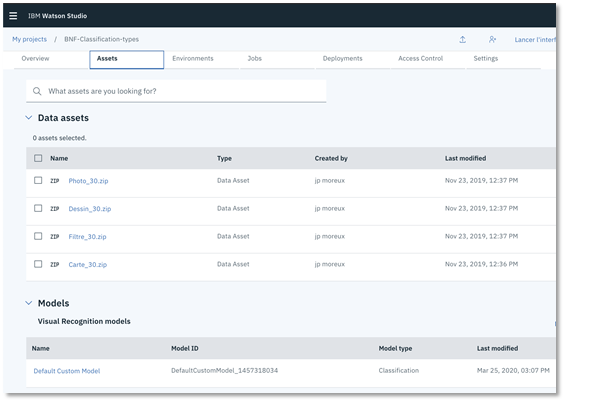 IBM Watson Studio
My projects / BNF-Classification-types Lancer l'interf
Overview Assets Environments Jobs Deployments Access Control Settings
What assets are you looking for?
Data assets
0 assets selected.
Name Type Created by Last modified
ZIP Photo_30.zip Data Asset jp moreux Nov 23, 2019, 12:37 PM
ZIP Dessin_30.zip Data Asset jp moreux Nov 23, 2019, 12:37 PM
ZIP Filtre_30.zip Data Asset jp moreux Nov 23, 2019, 12:37 PM
ZIP Carte_30.zip Data Asset jp moreux Nov 23, 2019, 12:36 PM
Models
Visual Recognition models
Name Model ID Model type Last modified
Default Custom Model DefaultCustomModel_1457318034 Classification Mar 25, 2020, 03:07 PM